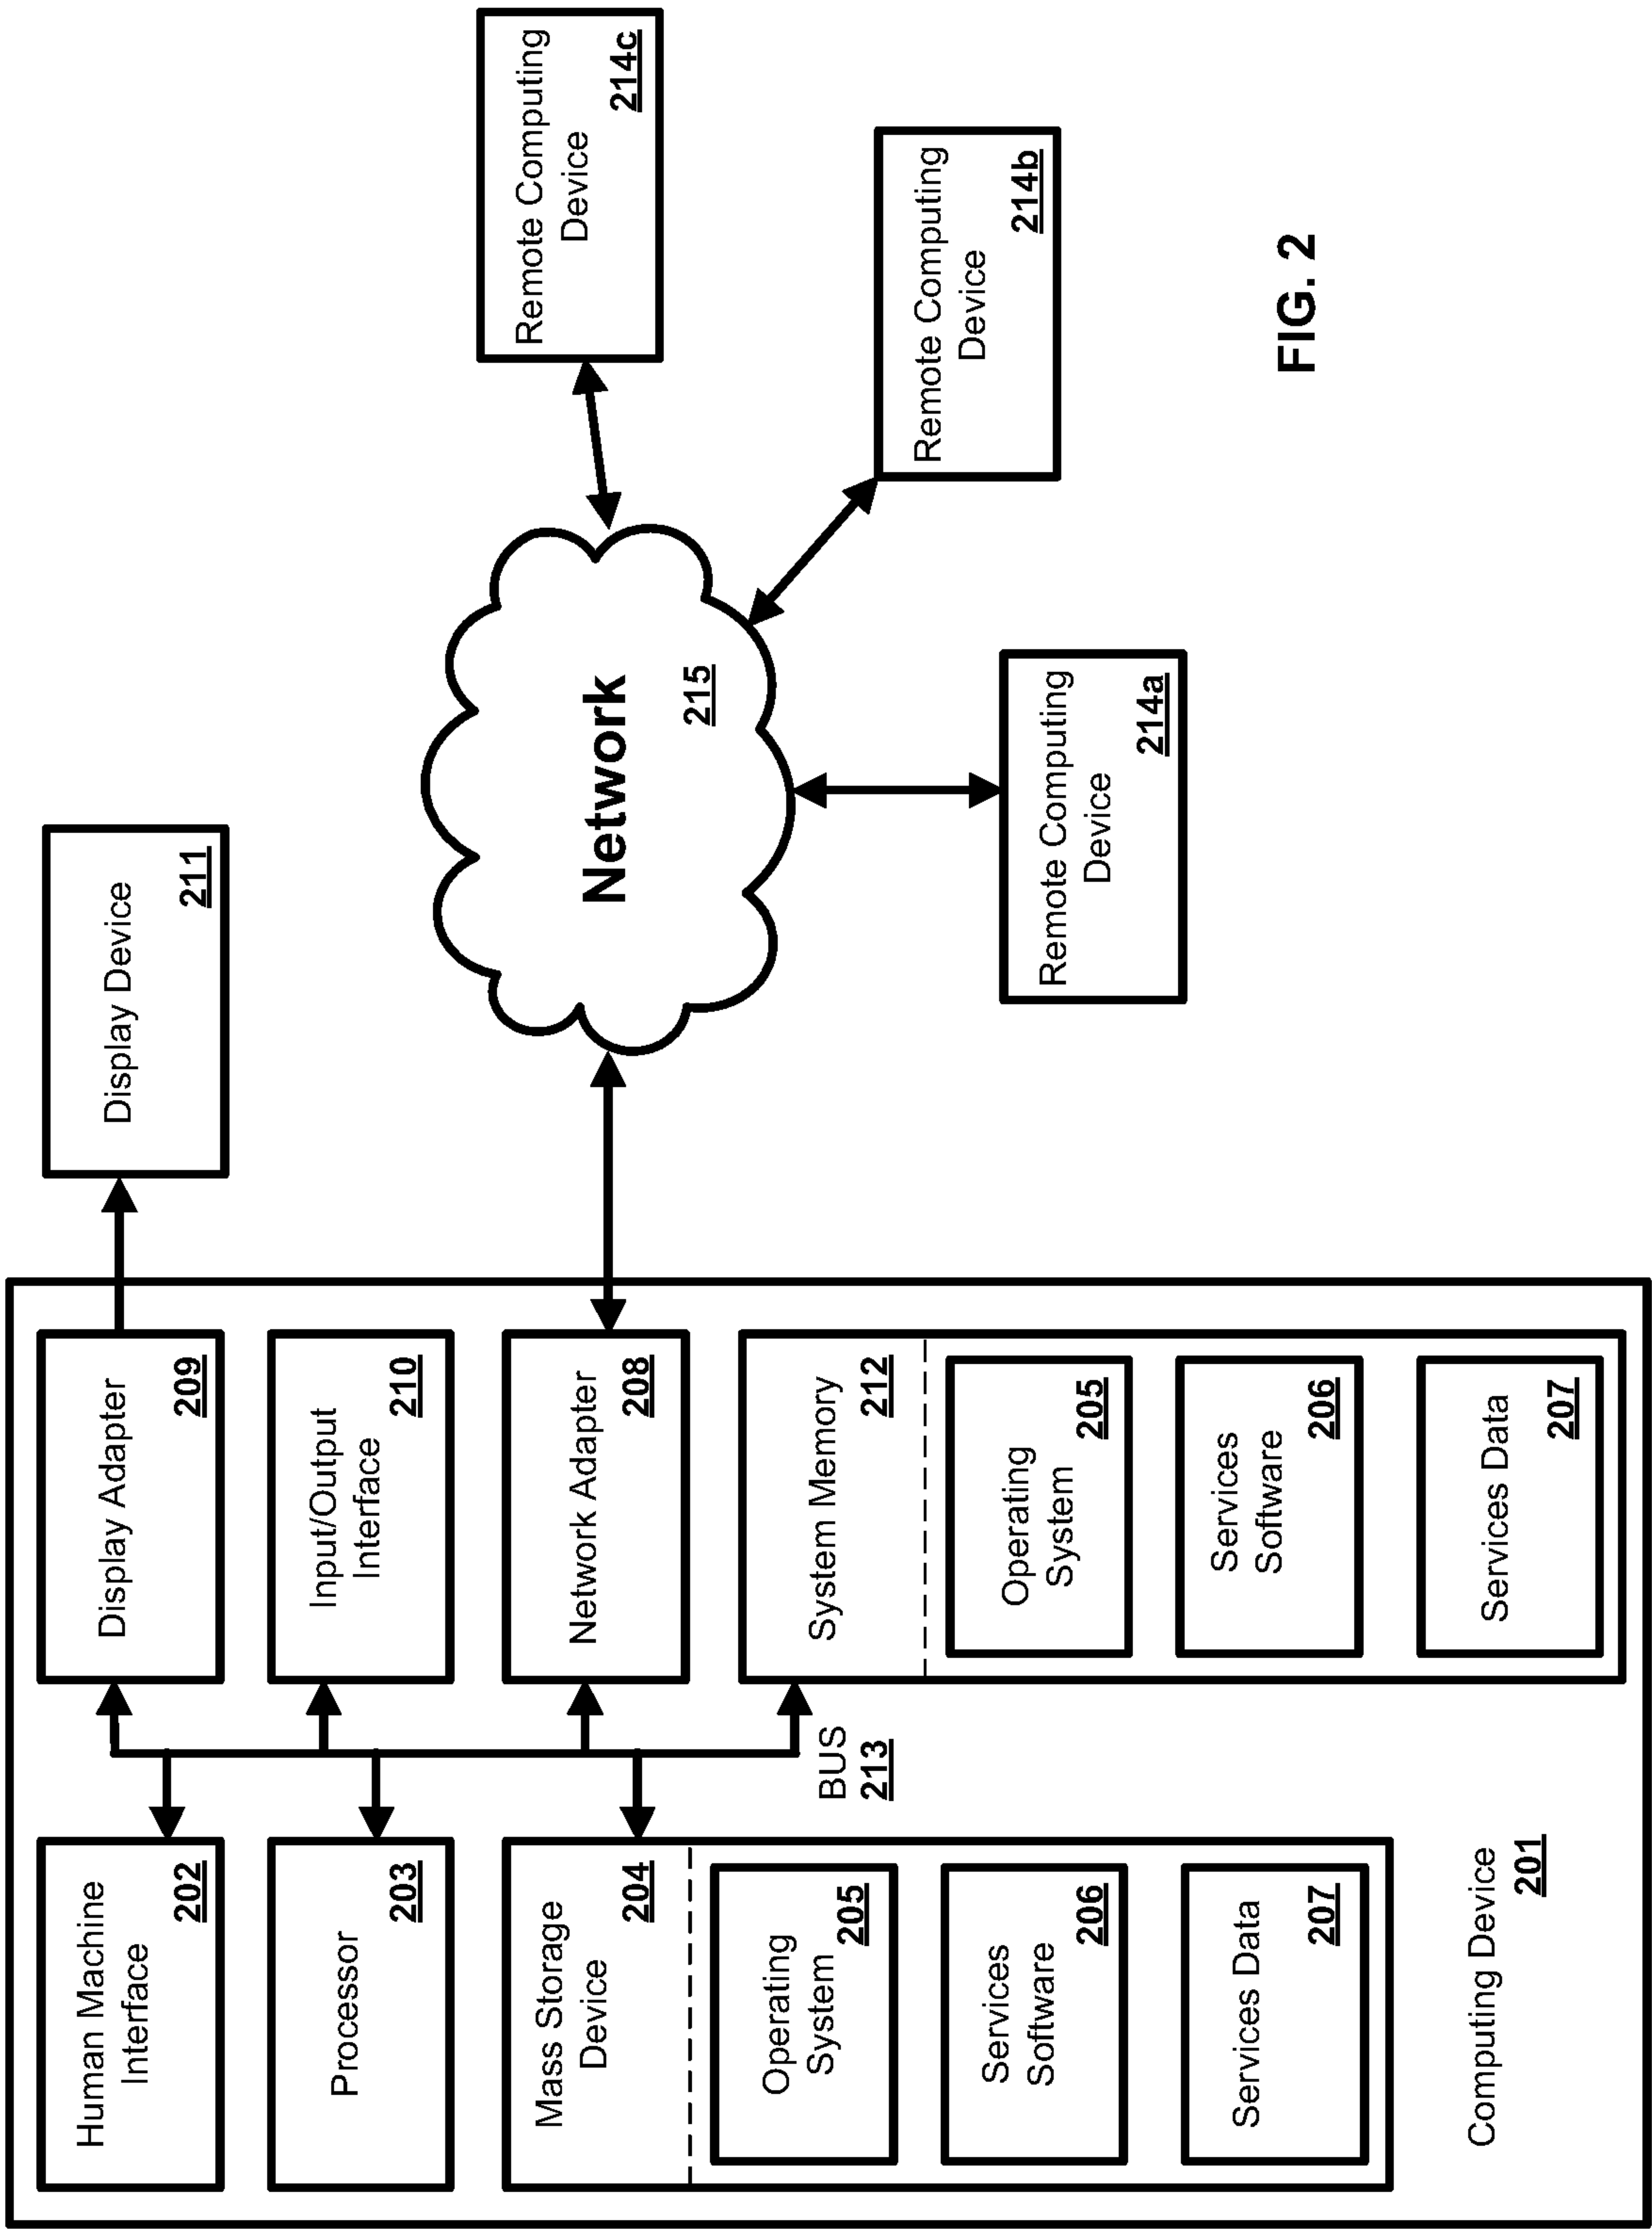 Human Machine
Interface
202
Processor
203
Mass Storage
Device
204
Operating
System
205
Services
Software
206
Services Data
207
Computing Device
201
BUS
213
Display Adapter
209
Input/Output
Interface
210
Network Adapter
208
System Memory
212
Operating
System
205
Services
Software
206
Services Data
207
Display Device
211
Network
215
Remote Computing
Device
214a
Remote Computing
Device
214b
Remote Computing
Device
214c
FIG. 2